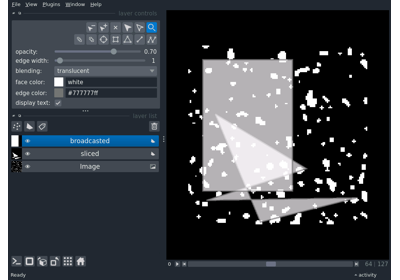 File View Plugins Window Help
layer controls
opacity: 0.70
edge width: 1
blending: translucent
face color: white
edge color: #777777ff
display text:
layer list
broadcasted
sliced
Image
64 127
Ready
activity